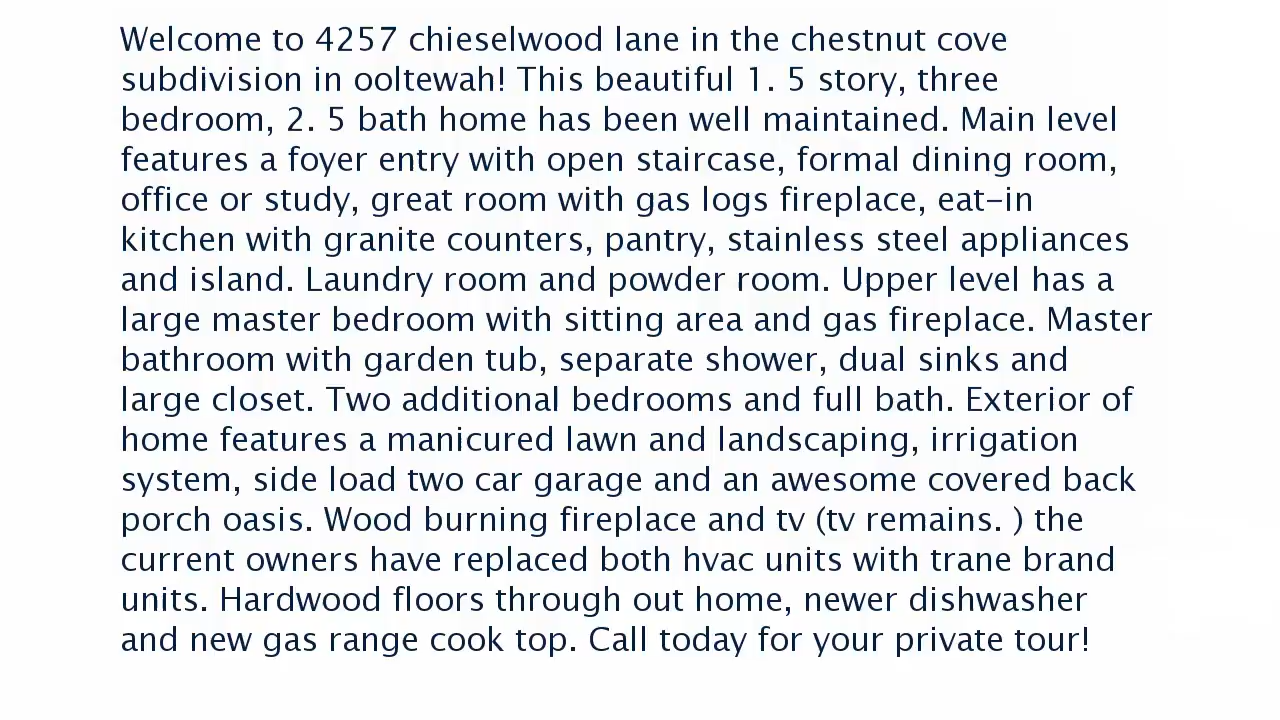 Welcome to 4257 chieselwood lane in the chestnut cove
subdivision in ooltewah! This beautiful 1. 5 story, three
bedroom, 2. 5 bath home has been well maintained. Main level
features a foyer entry with open staircase, formal dining room,
office or study, great room with gas logs fireplace, eat-in
kitchen with granite counters, pantry, stainless steel appliances
and island. Laundry room and powder room. Upper level has a
large master bedroom with sitting area and gas fireplace. Master
bathroom with garden tub, separate shower, dual sinks and
large closet. Two additional bedrooms and full bath. Exterior of
home features a manicured lawn and landscaping, irrigation
system, side load two car garage and an awesome covered back
porch oasis. Wood burning fireplace and tv (tv remains. ) the
current owners have replaced both hvac units with trane brand
units. Hardwood floors through out home, newer dishwasher
and new gas range cook top. Call today for your private tour!